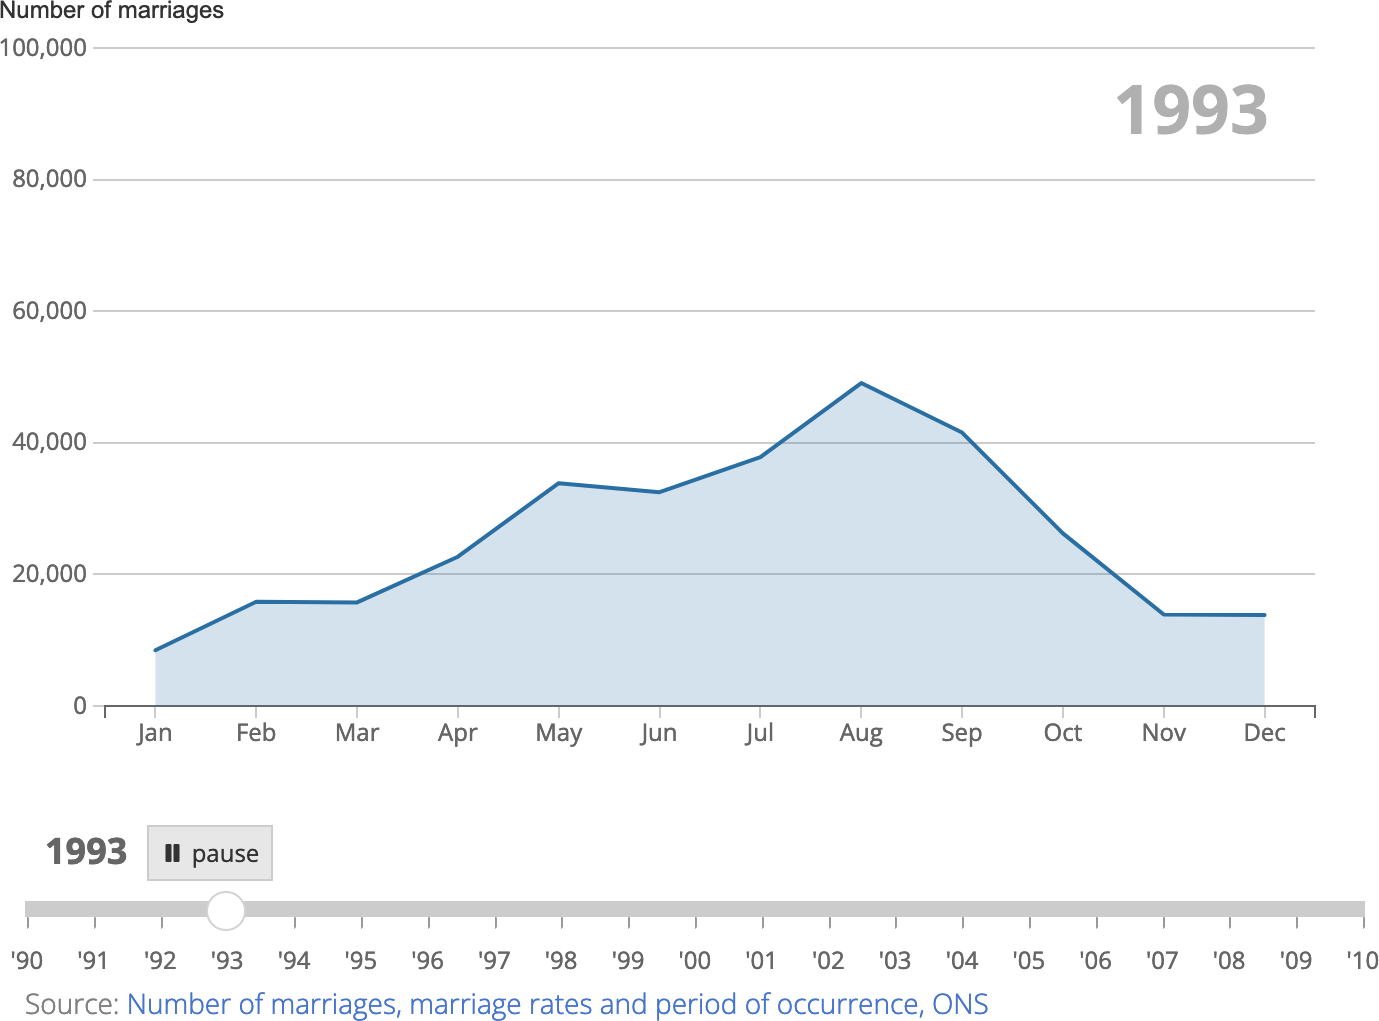 Number of marriages
100,000
1993
80,000
60,000
40,000
20,000
0
Jan Feb Mar Apr May Jun Jul Aug Sep Oct Nov Dec
1993 pause
'90 '91 '92 '93 '94 '95 '96 '97 '98 '99 '00 '01 '02 '03 '04 '05 '06 '07 '08 '09 '10
Source: Number of marriages, marriage rates and period of occurrence, ONS